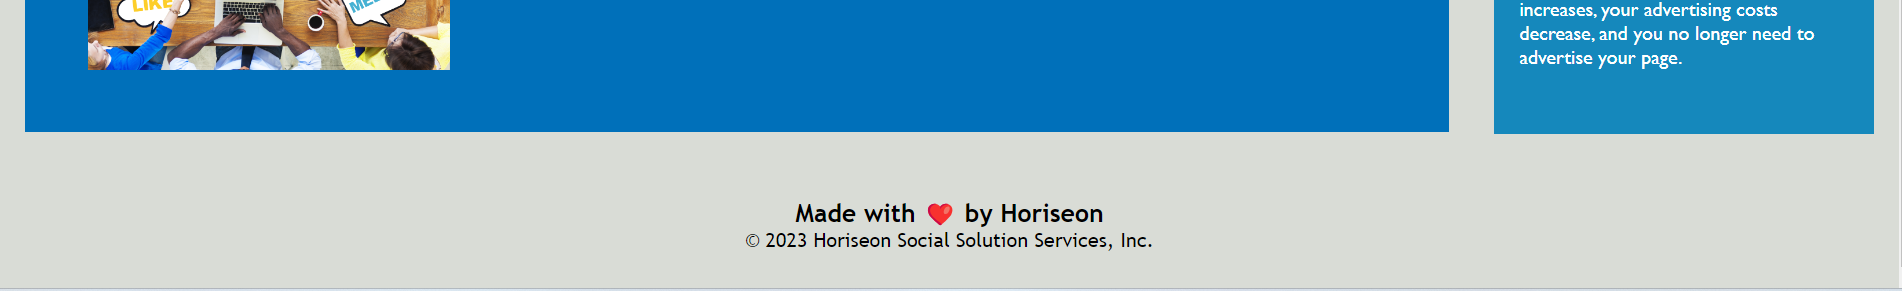 LIKE
increases, your advertising costs
decrease, and you no longer need to
advertise your page.
Made with ❤️ by Horiseon
© 2023 Horiseon Social Solution Services, Inc.